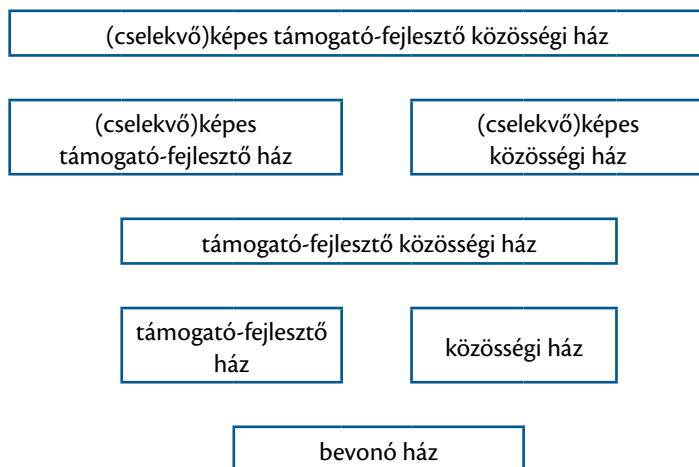 (cselekvő)képes támogató-fejlesztő közösségi ház
(cselekvő)képes
támogató-fejlesztő ház
(cselekvő)képes
közösségi ház
támogató-fejlesztő közösségi ház
támogató-fejlesztő
ház
közösségi ház
bevonó ház